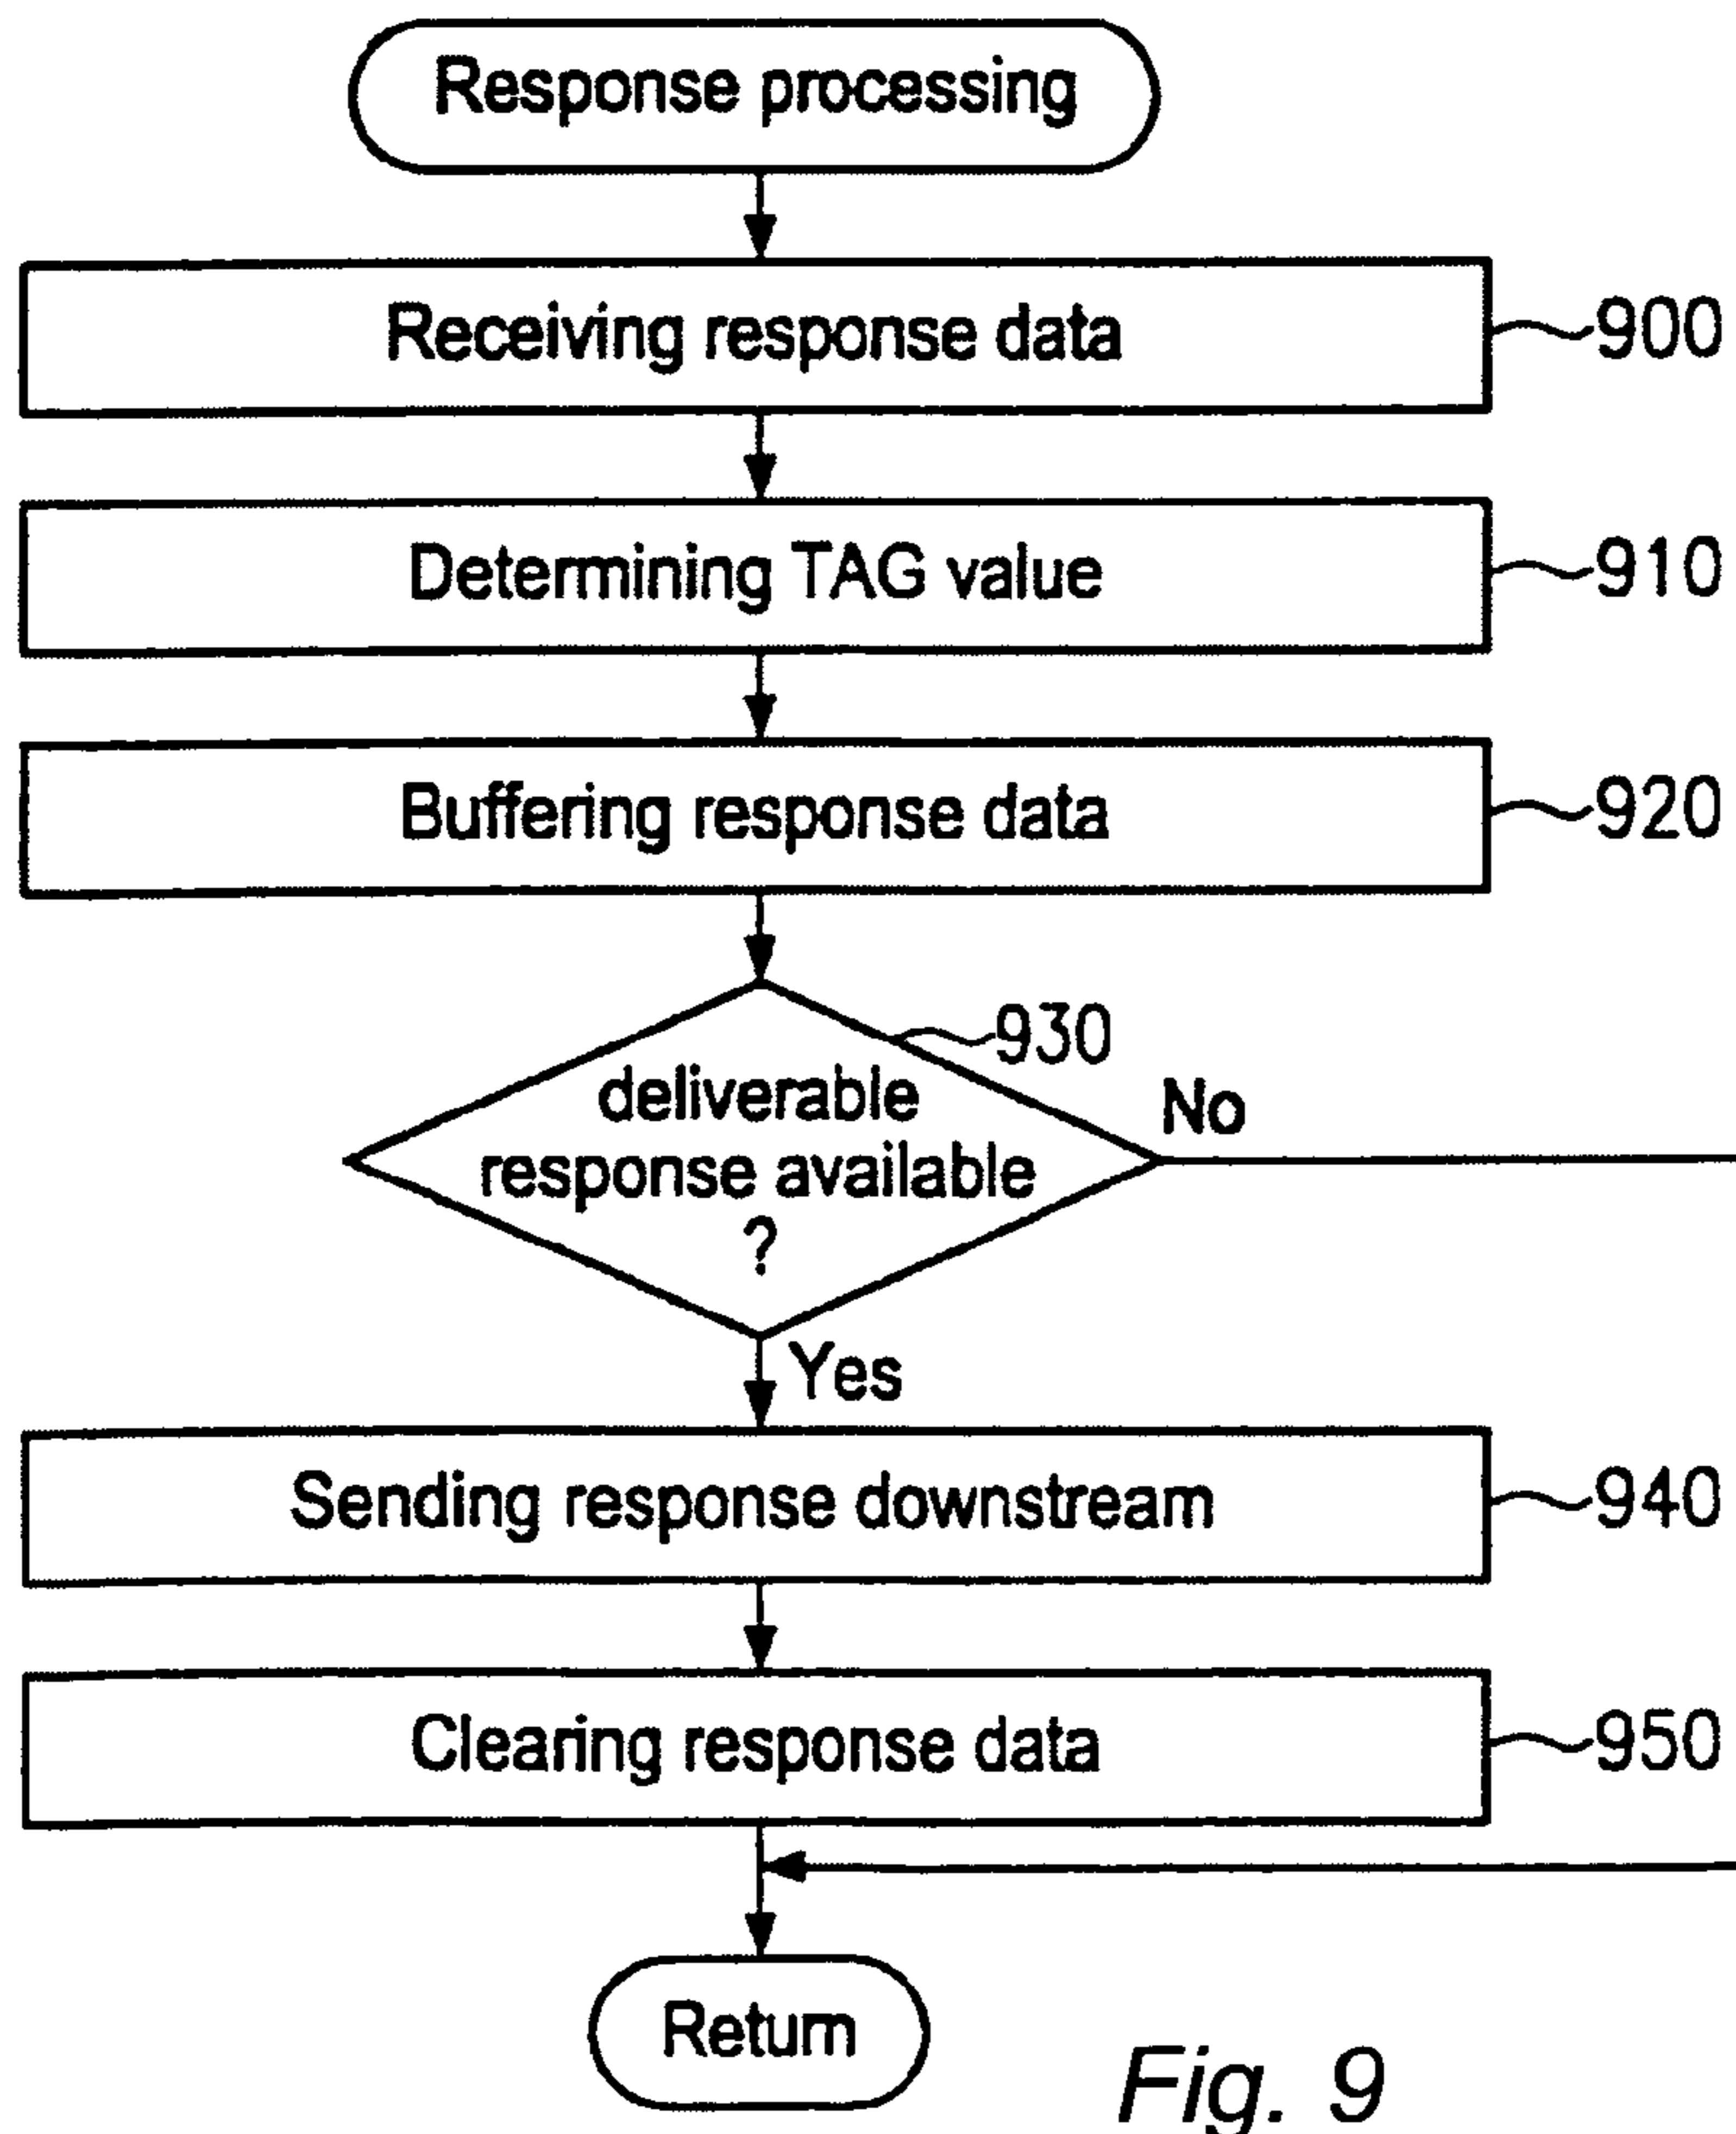 Response processing
Receiving response data
900
Determining TAG value
910
Buffering response data
920
930
deliverable
response available
?
No
Yes
Sending response downstream
940
Clearing response data
950
Return
Fig. 9